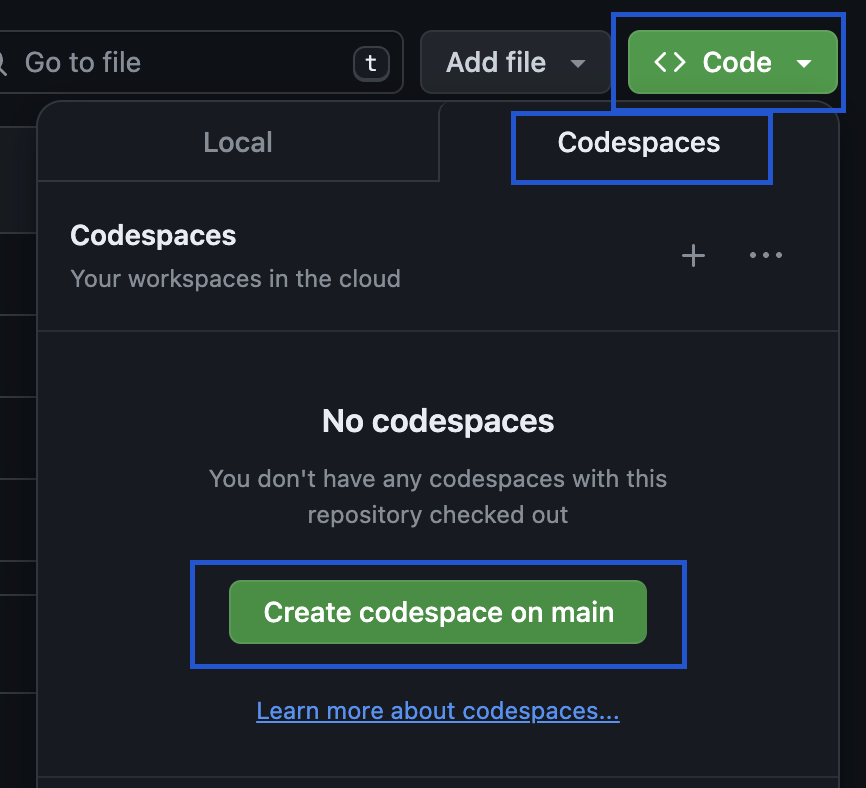 Go to file
t
Add file
<> Code
Local
Codespaces
Codespaces
Your workspaces in the cloud
No codespaces
You don't have any codespaces with this
repository checked out
Create codespace on main
Learn more about codespaces...